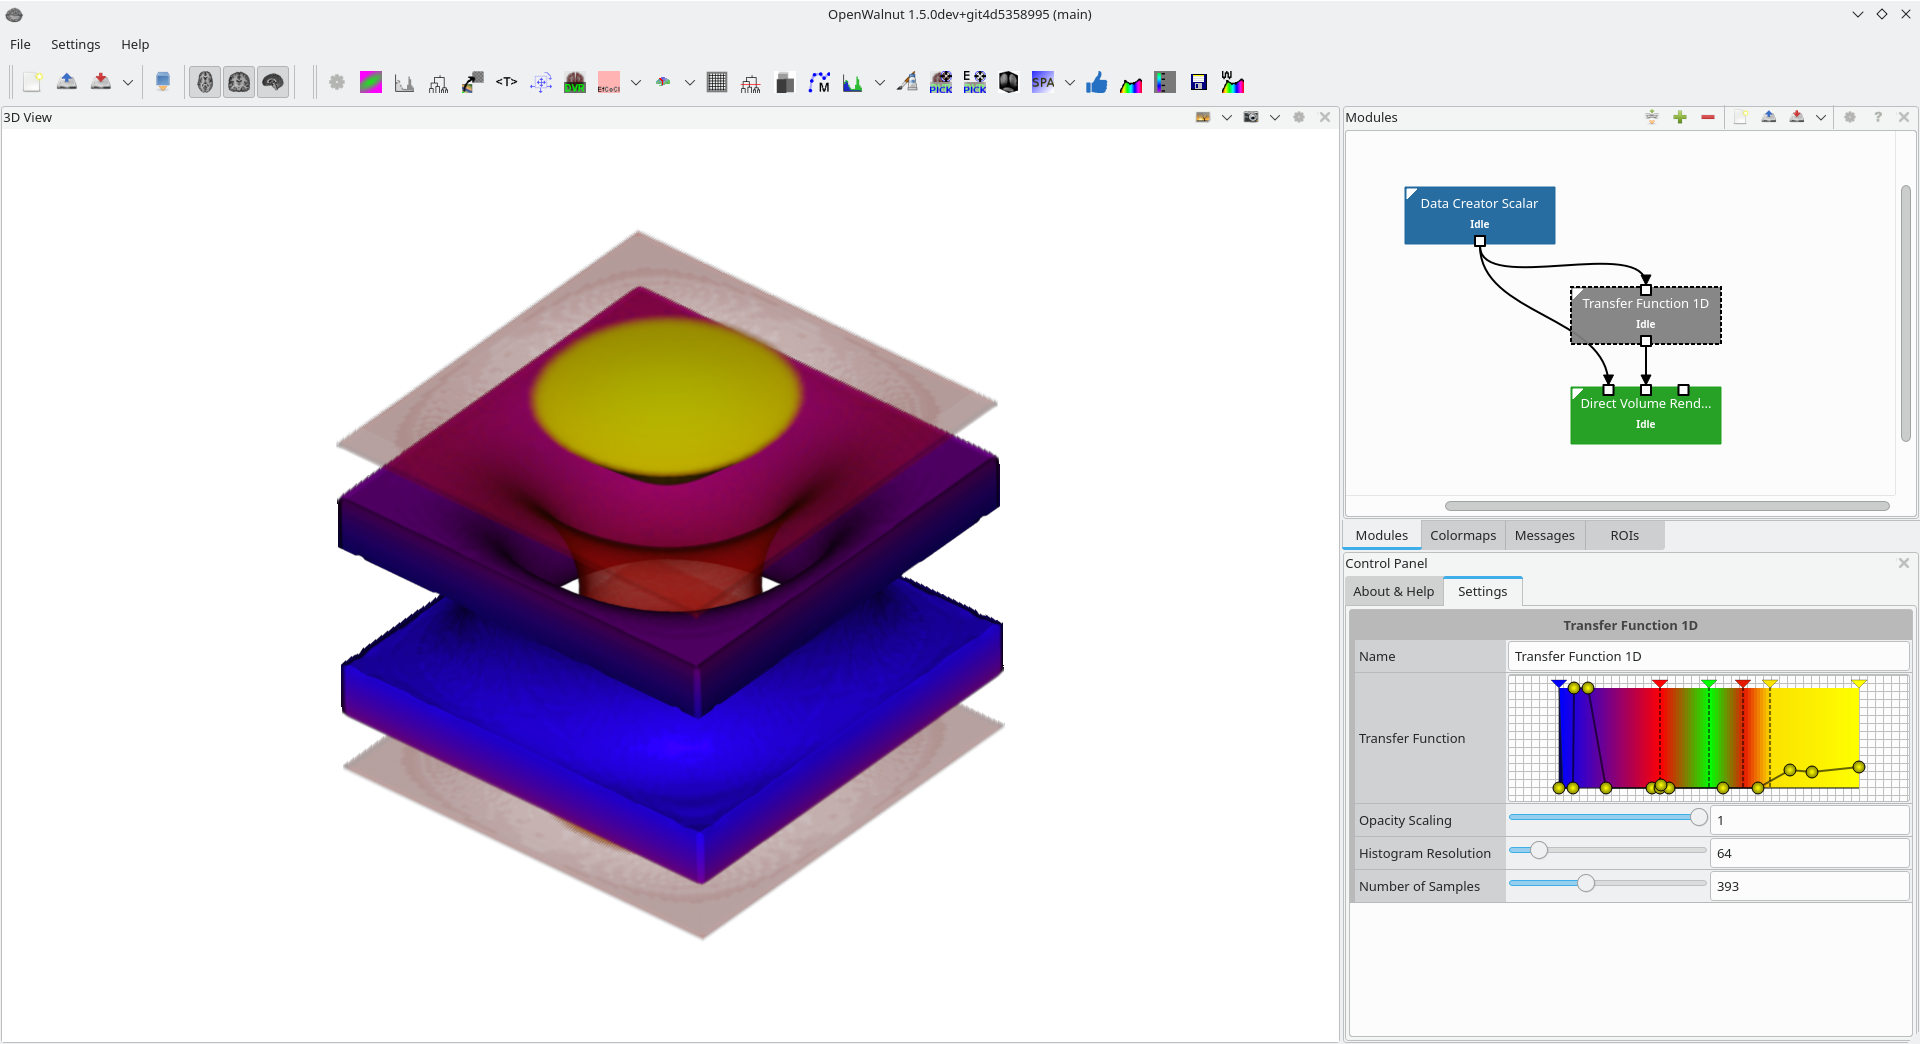 OpenWalnut 1.5.0dev+git4d5358995 (main)
File Settings Help
<T>
DVR
EfCoCl
M
PICK
E
PICK
SPA
W
3D View
Modules
Data Creator Scalar
Idle
Transfer Function 1D
Idle
Direct Volume Rend...
Idle
Modules Colormaps Messages ROIs
Control Panel
About & Help Settings
Transfer Function 1D
Name Transfer Function 1D
Transfer Function
Opacity Scaling 1
Histogram Resolution 64
Number of Samples 393